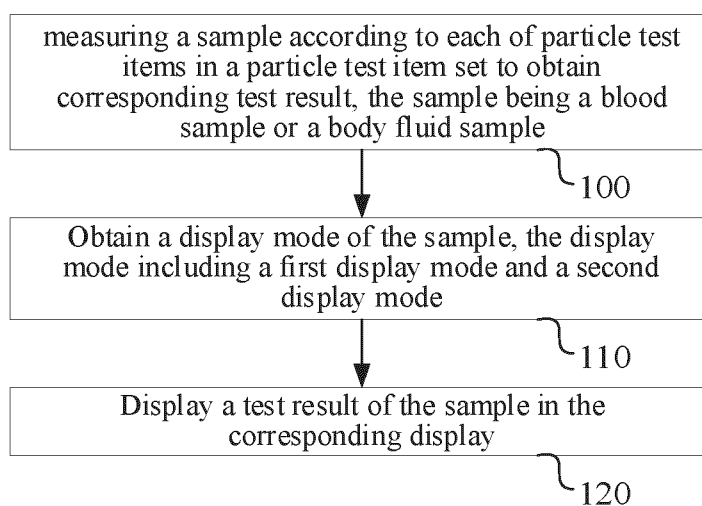 measuring a sample according to each of particle test
items in a particle test item set to obtain
corresponding test result, the sample being a blood
sample or a body fluid sample
100
Obtain a display mode of the sample, the display
mode including a first display mode and a second
display mode
110
Display a test result of the sample in the
corresponding display
120